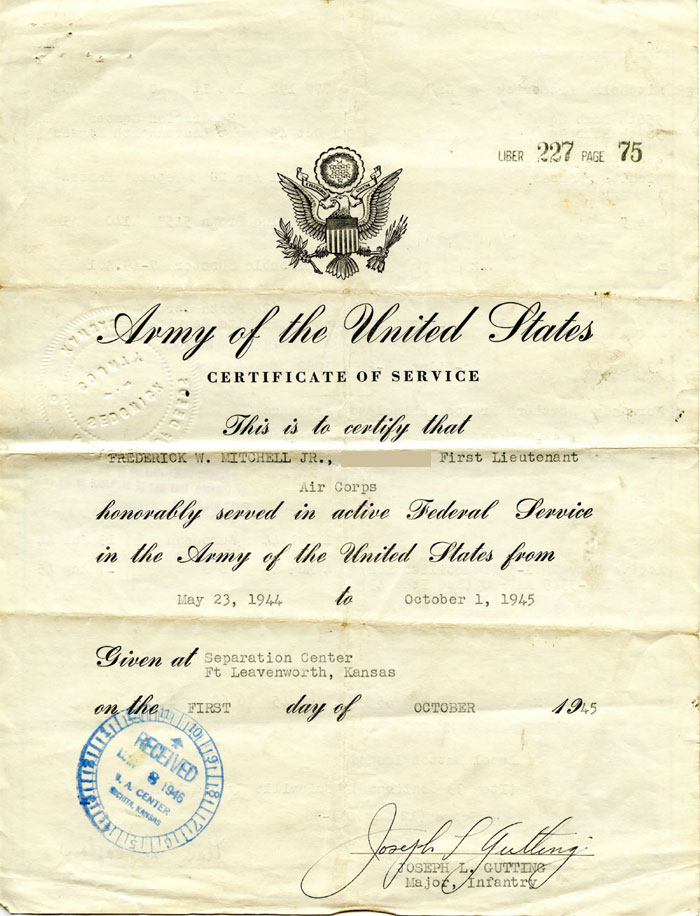 LIBER 227 PAGE 75
Army of the United States
CERTIFICATE OF SERVICE
This is to certify that
FREDERICK W. MITCHELL JR., First Lieutenant
Air Corps
honorably served in active Federal Service
in the Army of the United States from
May 23, 1944 to October 1, 1945
Given at Separation Center
Ft Leavenworth, Kansas
on the FIRST day of OCTOBER 1945
RECEIVED
8 1946
V. A. CENTER
WICHITA, KANSAS
Joseph L Gutting
JOSEPH L. GUTTING
Major, Infantry